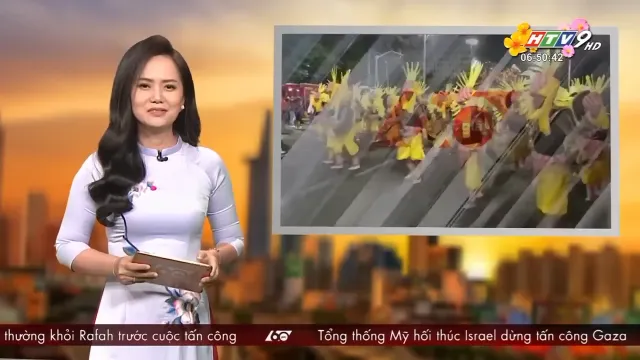 HTV9 HD
06:50:42
thường khỏi Rafah trước cuộc tấn công
Tổng thống Mỹ hối thúc Israel dừng tấn công Gaza